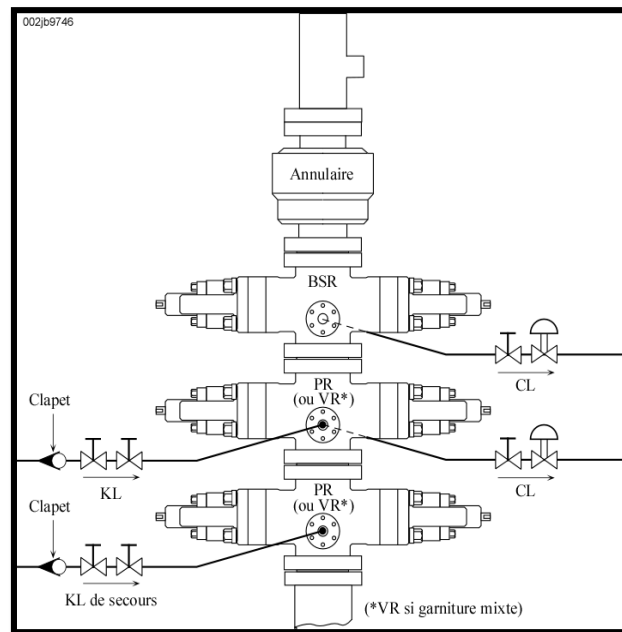 002jb9746
Annulaire
BSR
CL
PR
(ou VR*)
Clapet
KL
CL
PR
(ou VR*)
Clapet
KL de secours
(*VR si garniture mixte)